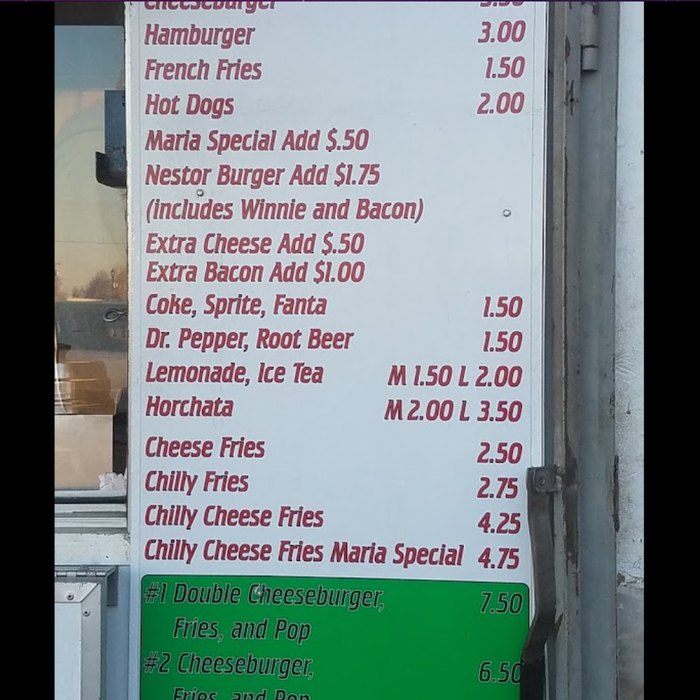 Cheeseburger
Hamburger 3.00
French Fries 1.50
Hot Dogs 2.00
Maria Special Add $.50
Nestor Burger Add $1.75
(includes Winnie and Bacon)
Extra Cheese Add $.50
Extra Bacon Add $1.00
Coke, Sprite, Fanta 1.50
Dr. Pepper, Root Beer 1.50
Lemonade, Ice Tea M 1.50 L 2.00
Horchata M 2.00 L 3.50
Cheese Fries 2.50
Chilly Fries 2.75
Chilly Cheese Fries 4.25
Chilly Cheese Fries Maria Special 4.75
#1 Double Cheeseburger, 7.50
Fries, and Pop
#2 Cheeseburger, 6.50
Fries, and Pop